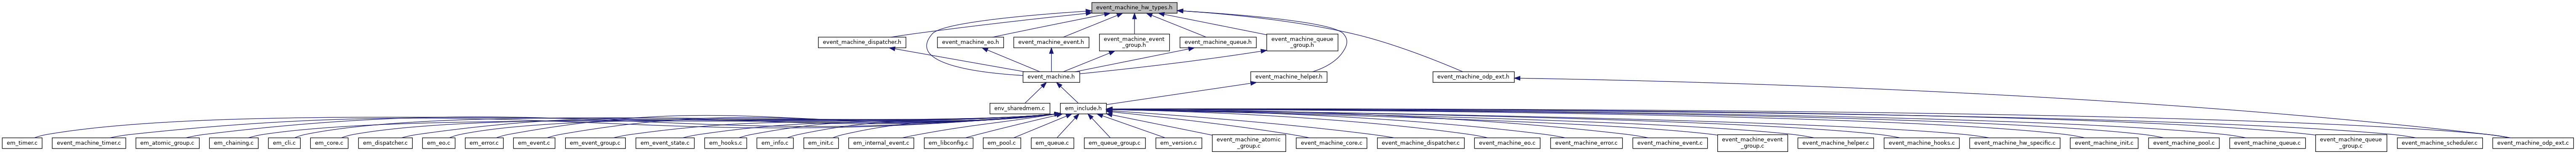 event_machine_hw_types.h
event_machine_dispatcher.h
event_machine_eo.h
event_machine_event.h
event_machine_event
_group.h
event_machine_queue.h
event_machine_queue
_group.h
event_machine.h
event_machine_helper.h
event_machine_odp_ext.h
env_sharedmem.c
em_include.h
em_timer.c
event_machine_timer.c
em_atomic_group.c
em_chaining.c
em_cli.c
em_core.c
em_dispatcher.c
em_eo.c
em_error.c
em_event.c
em_event_group.c
em_event_state.c
em_hooks.c
em_info.c
em_init.c
em_internal_event.c
em_libconfig.c
em_pool.c
em_queue.c
em_queue_group.c
em_version.c
event_machine_atomic
_group.c
event_machine_core.c
event_machine_dispatcher.c
event_machine_eo.c
event_machine_error.c
event_machine_event.c
event_machine_event
_group.c
event_machine_helper.c
event_machine_hooks.c
event_machine_hw_specific.c
event_machine_init.c
event_machine_pool.c
event_machine_queue.c
event_machine_queue
_group.c
event_machine_scheduler.c
event_machine_odp_ext.c